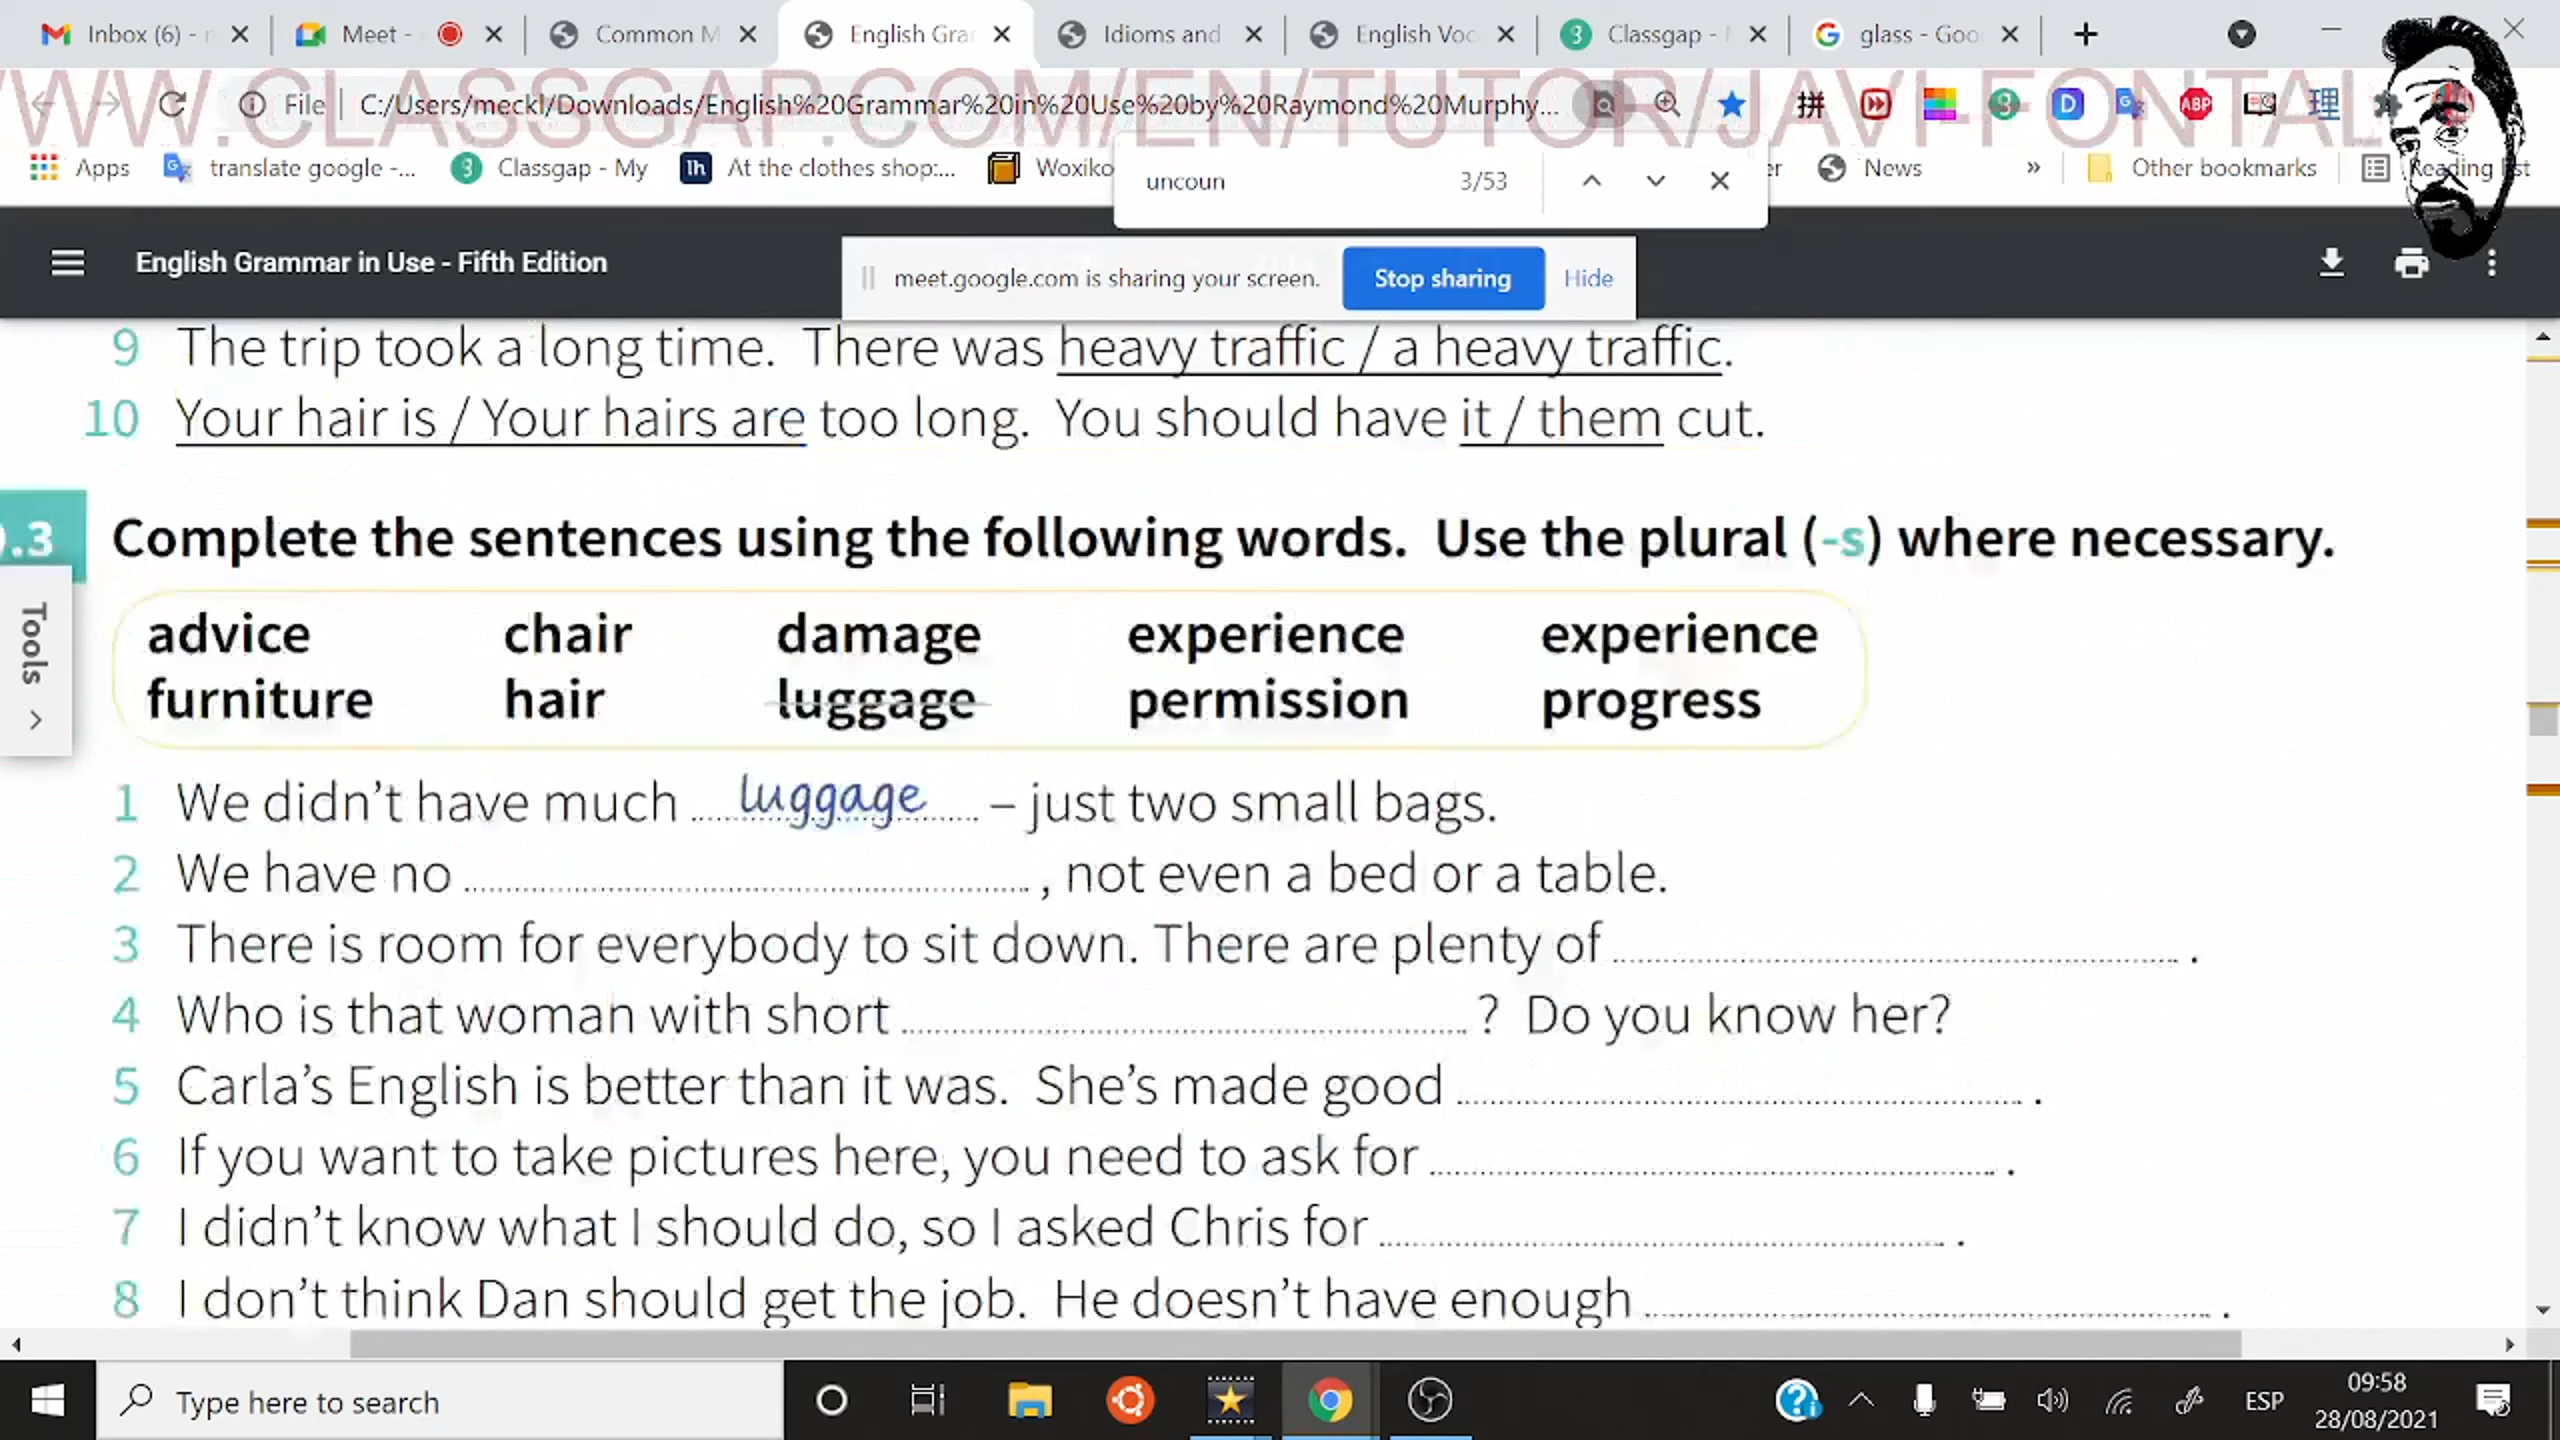 Inbox (6) -
Meet -
Common M
English Gra
Idioms and
English Voc
Classgap -
glass - Goo
WWW.CLASSGAP.COM/EN/TUTOR/JAVI-FONTAL
File
C:/Users/meckl/Downloads/English%20Grammar%20in%20Use%20by%20Raymond%20Murphy...
Apps
translate google -...
Classgap - My
At the clothes shop:...
Woxiko
News
Other bookmarks
Reading list
uncoun
3/53
English Grammar in Use - Fifth Edition
meet.google.com is sharing your screen.
Stop sharing
Hide
9 The trip took a long time. There was heavy traffic / a heavy traffic.
10 Your hair is / Your hairs are too long. You should have it / them cut.
.3 Complete the sentences using the following words. Use the plural (-s) where necessary.
Tools
advice chair damage experience experience
furniture hair luggage permission progress
1 We didn't have much luggage – just two small bags.
2 We have no , not even a bed or a table.
3 There is room for everybody to sit down. There are plenty of .
4 Who is that woman with short ? Do you know her?
5 Carla's English is better than it was. She's made good .
6 If you want to take pictures here, you need to ask for .
7 I didn't know what I should do, so I asked Chris for .
8 I don't think Dan should get the job. He doesn't have enough .
Type here to search
ESP
09:58
28/08/2021